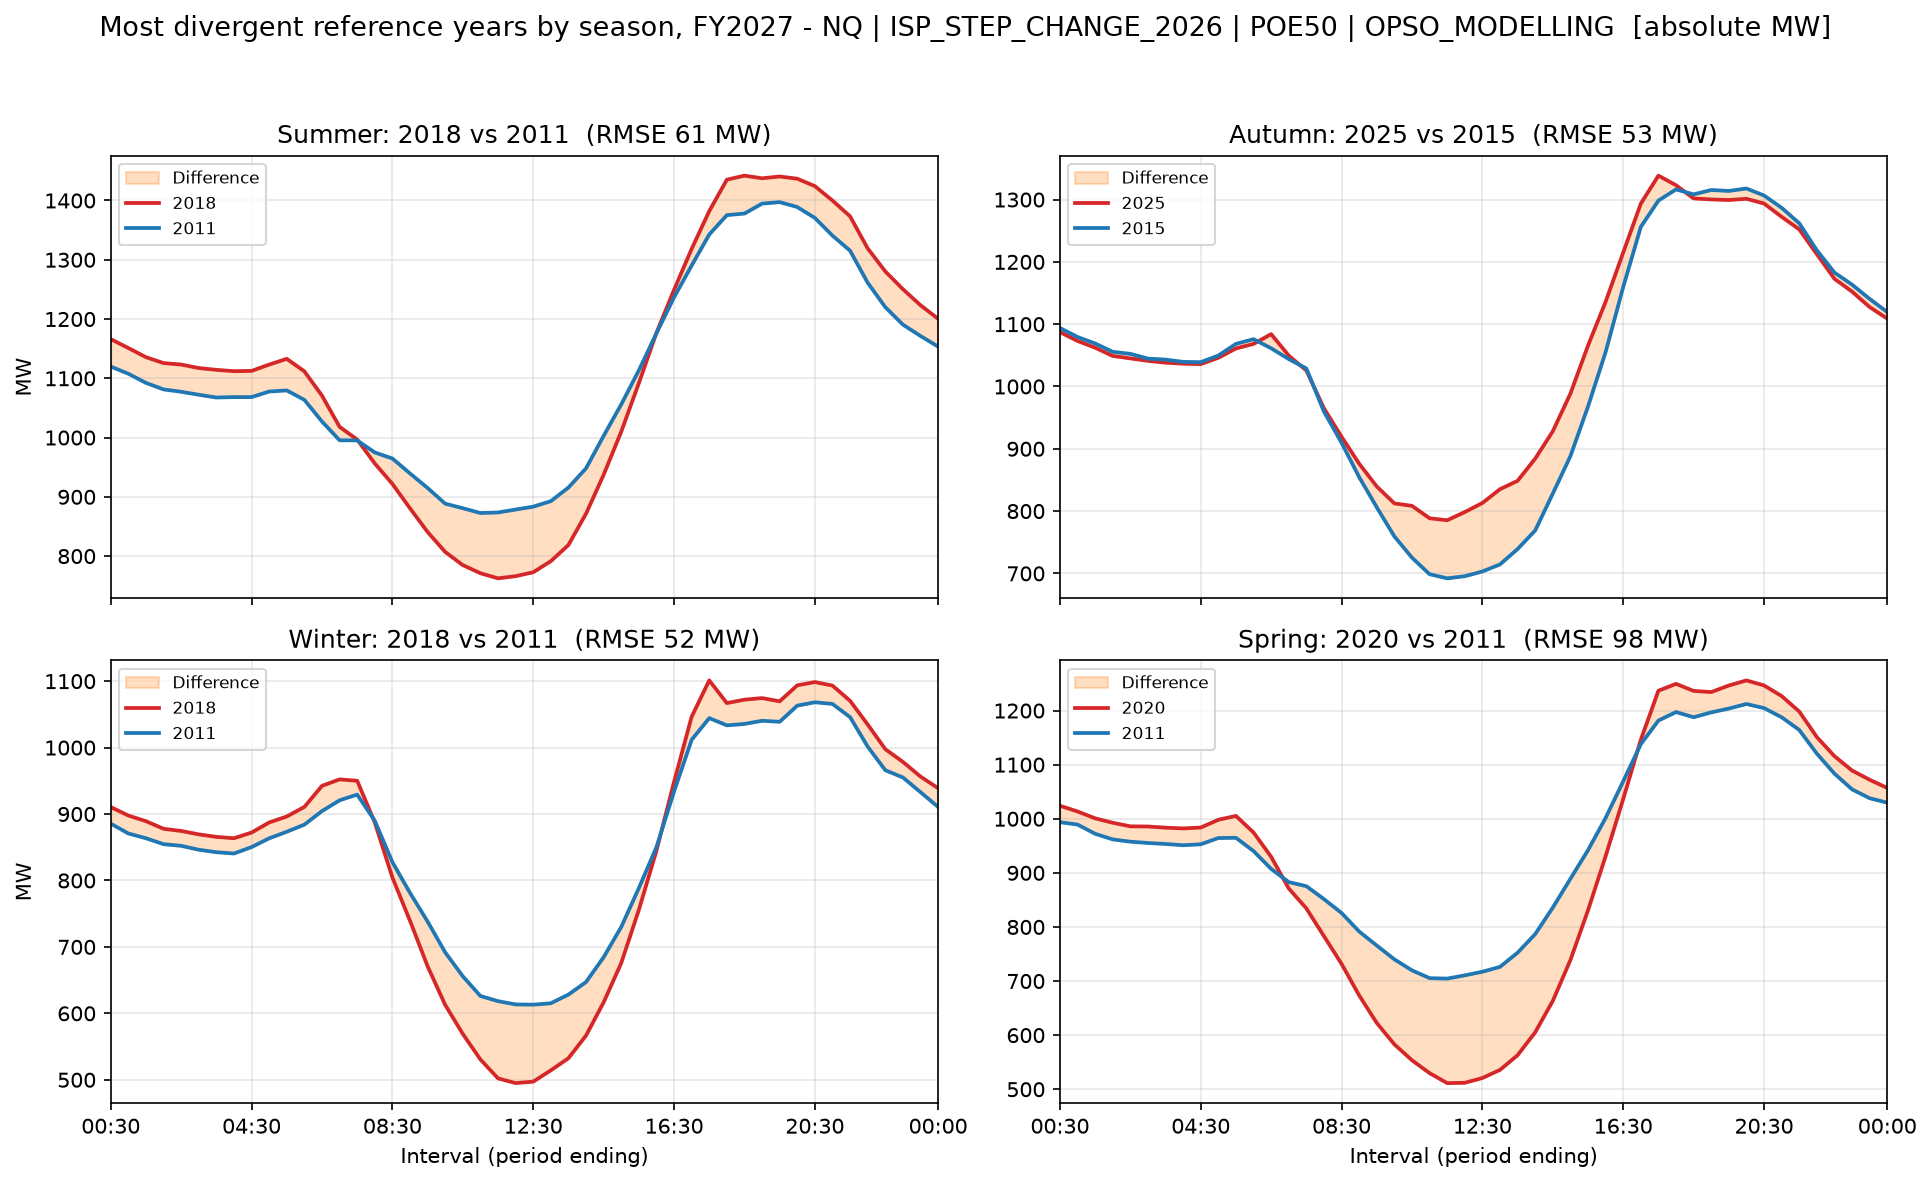 Most divergent reference years by season, FY2027 - NQ | ISP_STEP_CHANGE_2026 | POE50 | OPSO_MODELLING  [absolute MW]
Summer: 2018 vs 2011  (RMSE 61 MW)
Difference
2018
2011
1400
1300
1200
1100
1000
900
800
MW
Autumn: 2025 vs 2015  (RMSE 53 MW)
Difference
2025
2015
1300
1200
1100
1000
900
800
700
Winter: 2018 vs 2011  (RMSE 52 MW)
Difference
2018
2011
1100
1000
900
800
700
600
500
MW
00:30 04:30 08:30 12:30 16:30 20:30 00:00
Interval (period ending)
Spring: 2020 vs 2011  (RMSE 98 MW)
Difference
2020
2011
1200
1100
1000
900
800
700
600
500
00:30 04:30 08:30 12:30 16:30 20:30 00:00
Interval (period ending)